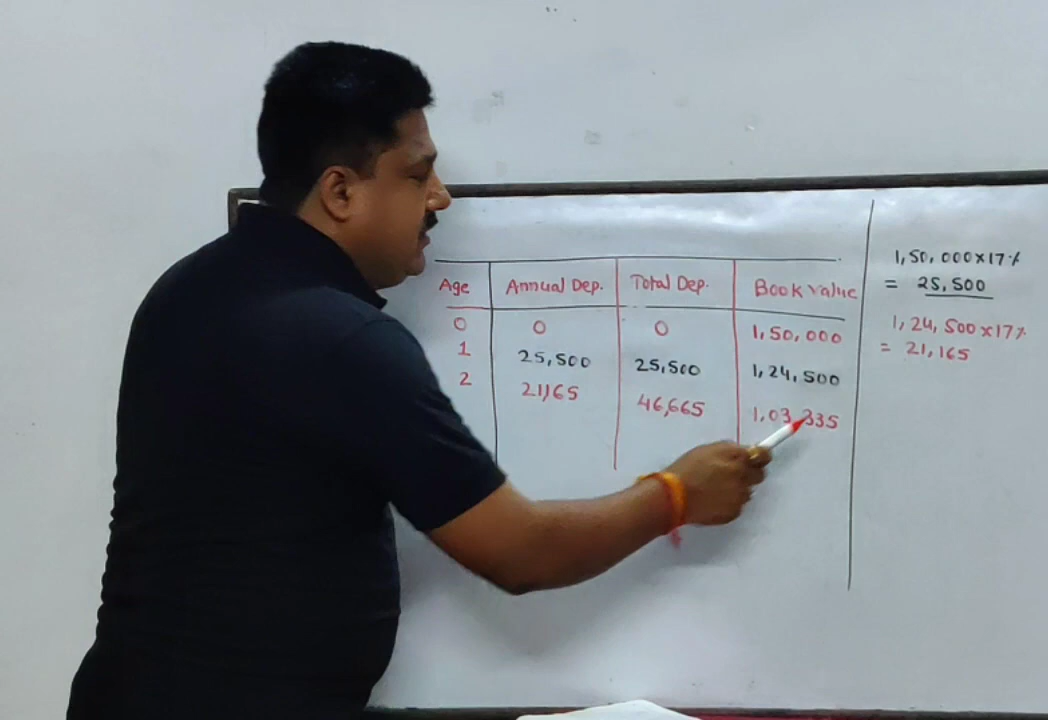 Age Annual Dep. Total Dep. Book value
0 0 0 1,50,000
1 25,500 25,500 1,24,500
2 21,165 46,665 1,03,335
1,50,000×17%
= 25,500
1,24,500×17%
= 21,165